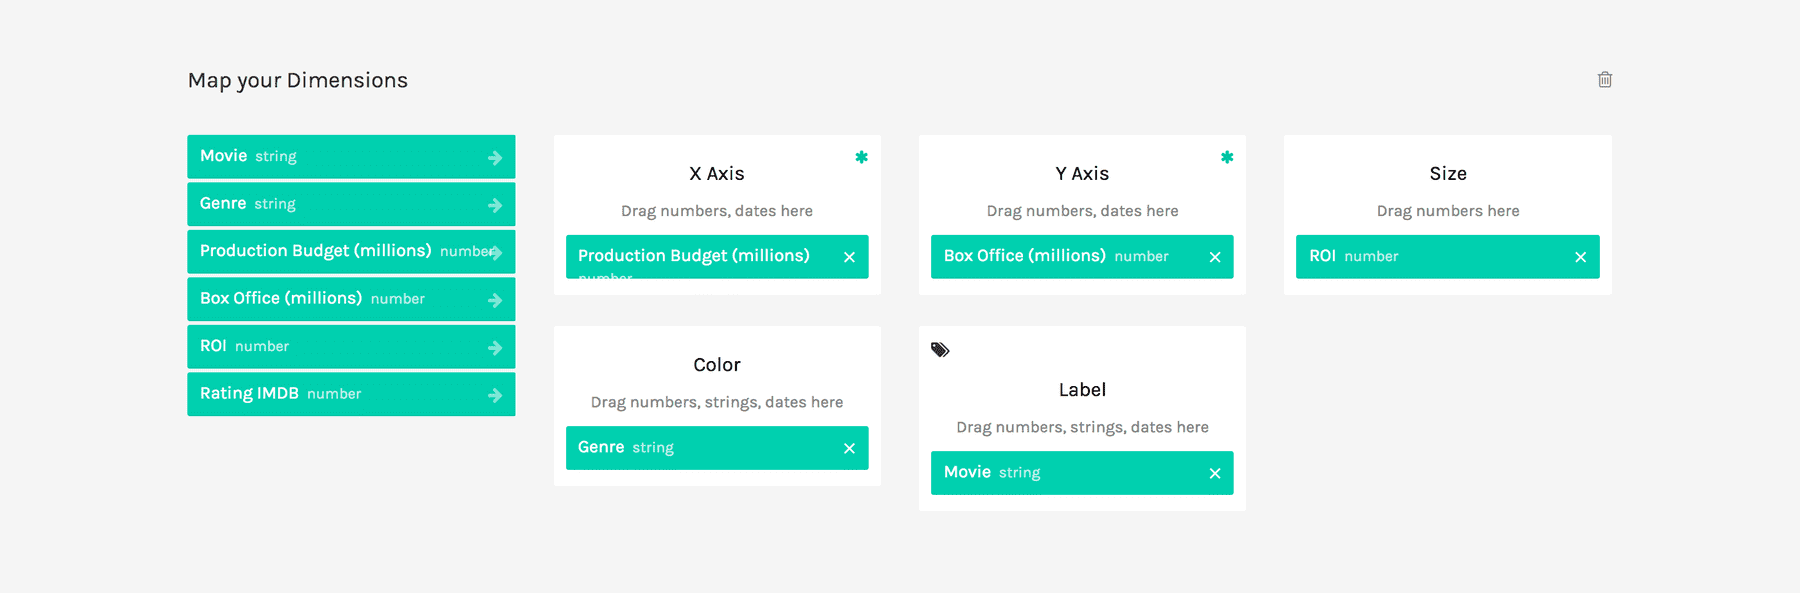 Map your Dimensions
Movie string
Genre string
Production Budget (millions) number
Box Office (millions) number
ROI number
Rating IMDB number
X Axis
Drag numbers, dates here
Production Budget (millions)
number
Y Axis
Drag numbers, dates here
Box Office (millions) number
Size
Drag numbers here
ROI number
Color
Drag numbers, strings, dates here
Genre string
Label
Drag numbers, strings, dates here
Movie string